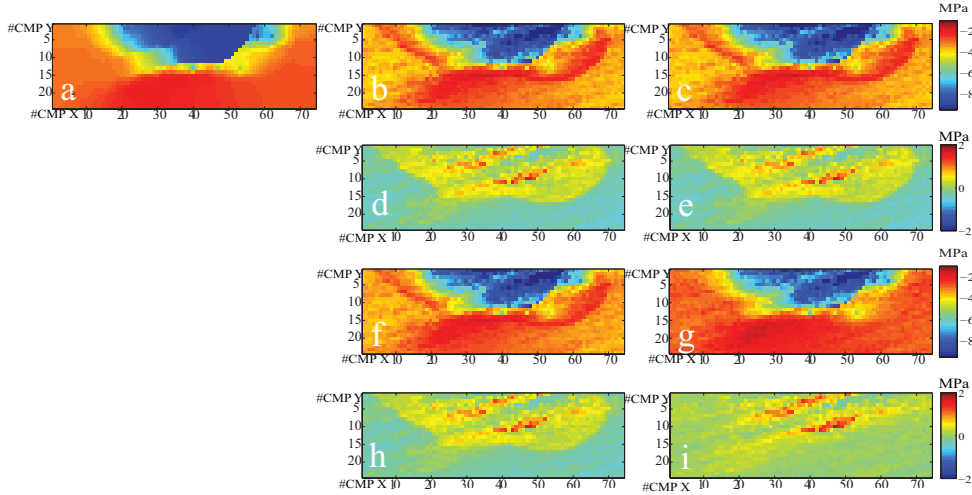 MPa
#CMP Y #CMP Y #CMP Y
5 5 5 −2
10 10 10 −4
15 a 15 b 15 c −6
20 20 20 −8
#CMP X 10 20 30 40 50 60 70 #CMP X 10 20 30 40 50 60 70 #CMP X 10 20 30 40 50 60 70
MPa
#CMP Y #CMP Y 2
5 5
10 10
15 d 15 e 0
20 20
#CMP X 10 20 30 40 50 60 70 #CMP X 10 20 30 40 50 60 70 −2
MPa
#CMP Y #CMP Y
5 5 −2
10 10 −4
15 f 15 g −6
20 20 −8
#CMP X 10 20 30 40 50 60 70 #CMP X 10 20 30 40 50 60 70
MPa
#CMP Y #CMP Y 2
5 5
10 10
15 h 15 i 0
20 20
#CMP X 10 20 30 40 50 60 70 #CMP X 10 20 30 40 50 60 70 −2